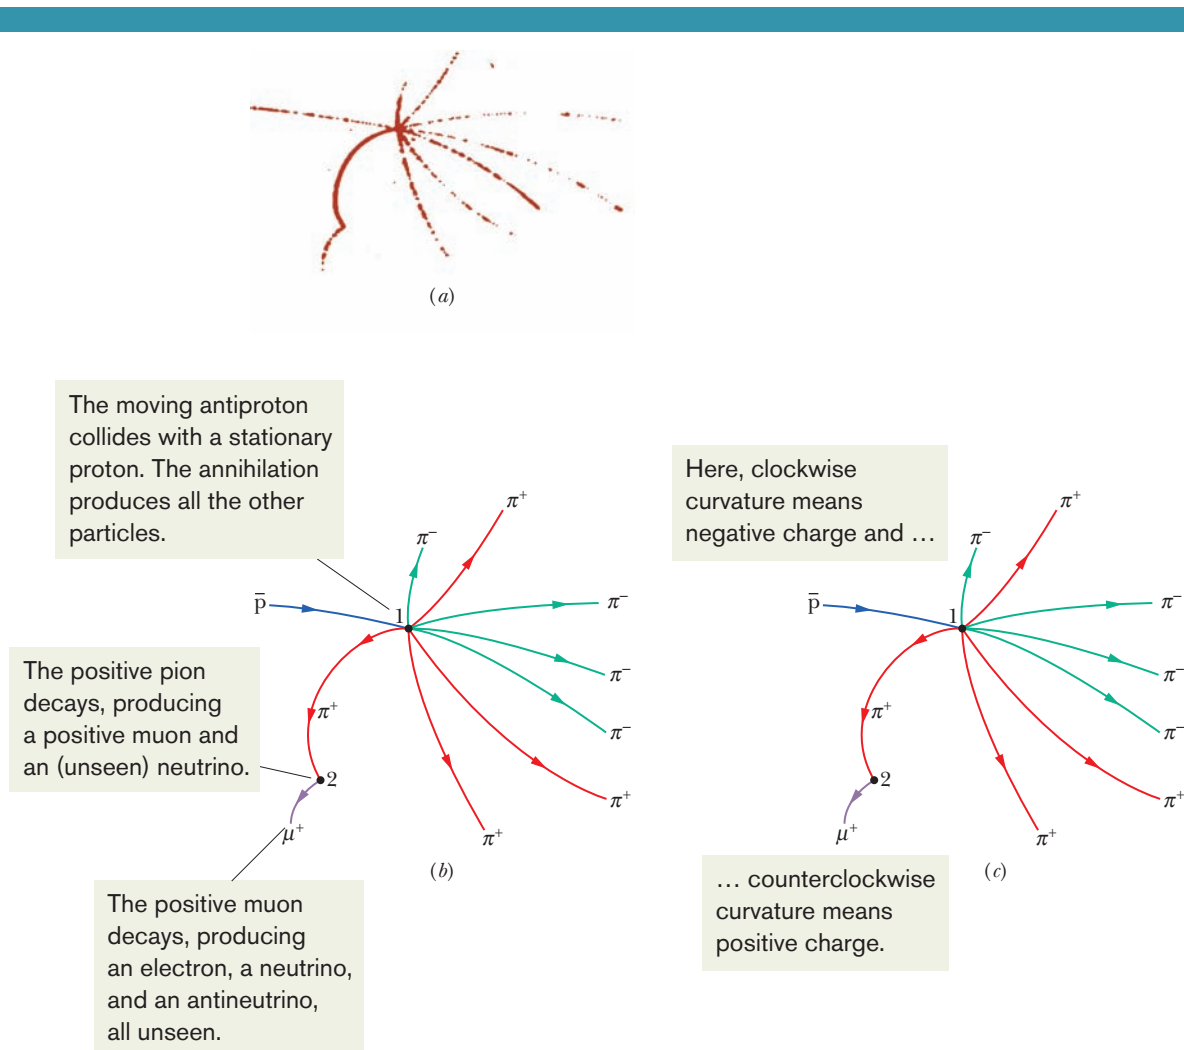 (a)
The moving antiproton
collides with a stationary
proton. The annihilation
produces all the other
particles.
Here, clockwise
curvature means
negative charge and …
π⁺
π⁻
p̄
1
π⁻
The positive pion
decays, producing
a positive muon and
an (unseen) neutrino.
π⁻
π⁺
π⁻
2
π⁺
μ⁺
π⁺
(b)
π⁺
π⁻
p̄
1
π⁻
π⁻
π⁺
π⁻
2
π⁺
μ⁺
π⁺
(c)
The positive muon
decays, producing
an electron, a neutrino,
and an antineutrino,
all unseen.
… counterclockwise
curvature means
positive charge.